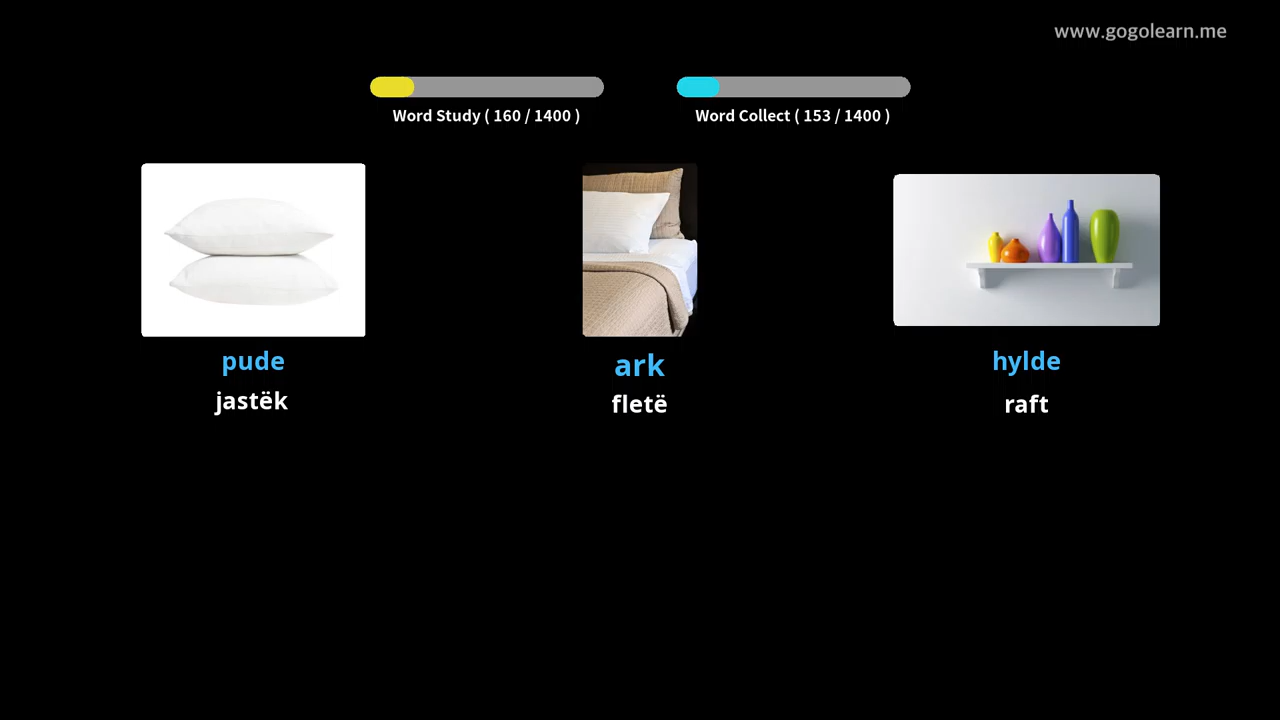 www.gogolearn.me
Word Study ( 160 / 1400 )
Word Collect ( 153 / 1400 )
pude
jastëk
ark
fletë
hylde
raft